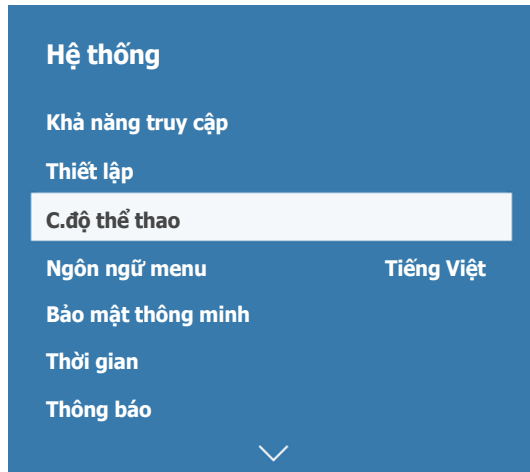 Hệ thống
Khả năng truy cập
Thiết lập
C.độ thể thao
Ngôn ngữ menu Tiếng Việt
Bảo mật thông minh
Thời gian
Thông báo